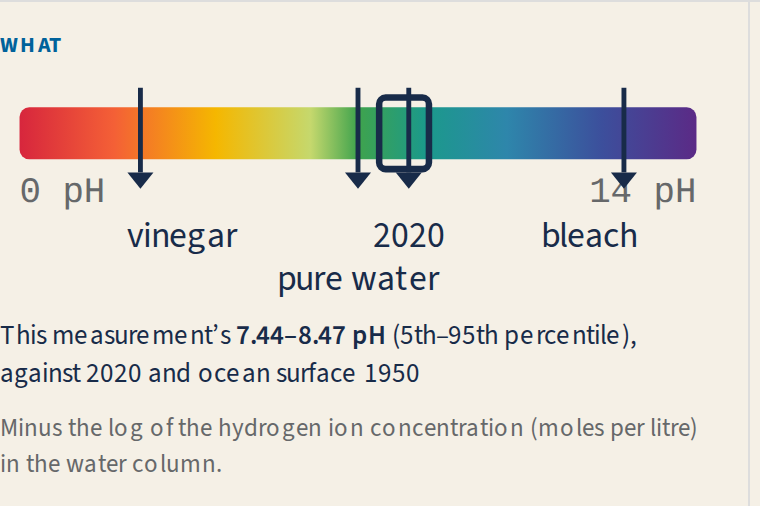 WHAT
0 pH 14 pH
vinegar 2020 bleach
pure water
This measurement’s 7.44–8.47 pH (5th–95th percentile),
against 2020 and ocean surface 1950
Minus the log of the hydrogen ion concentration (moles per litre)
in the water column.